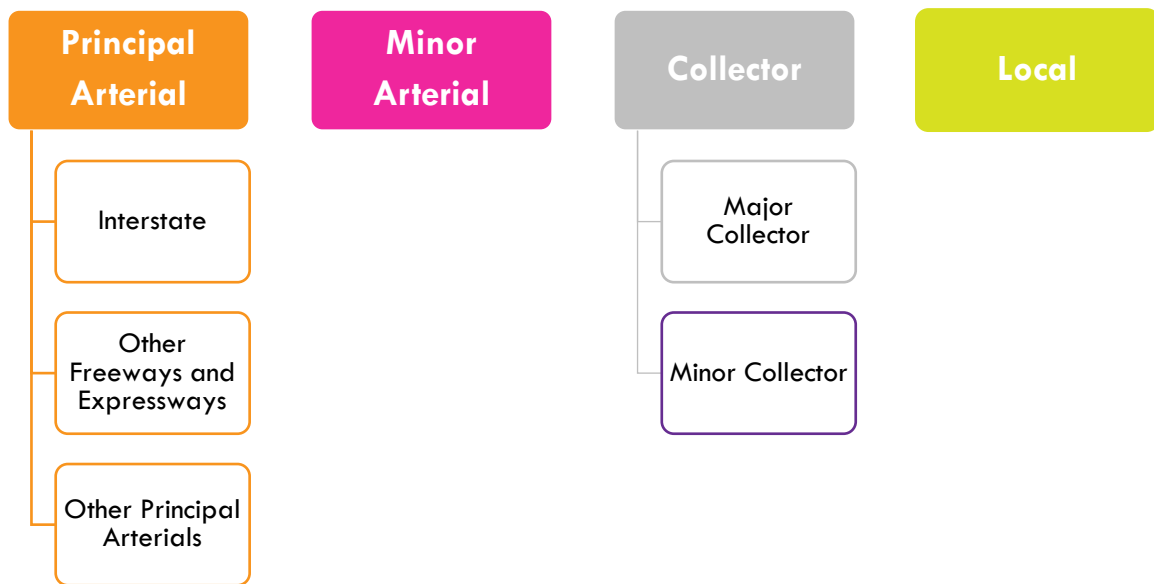 Principal
Arterial
Minor
Arterial
Collector
Local
Interstate
Other
Freeways and
Expressways
Other Principal
Arterials
Major
Collector
Minor Collector